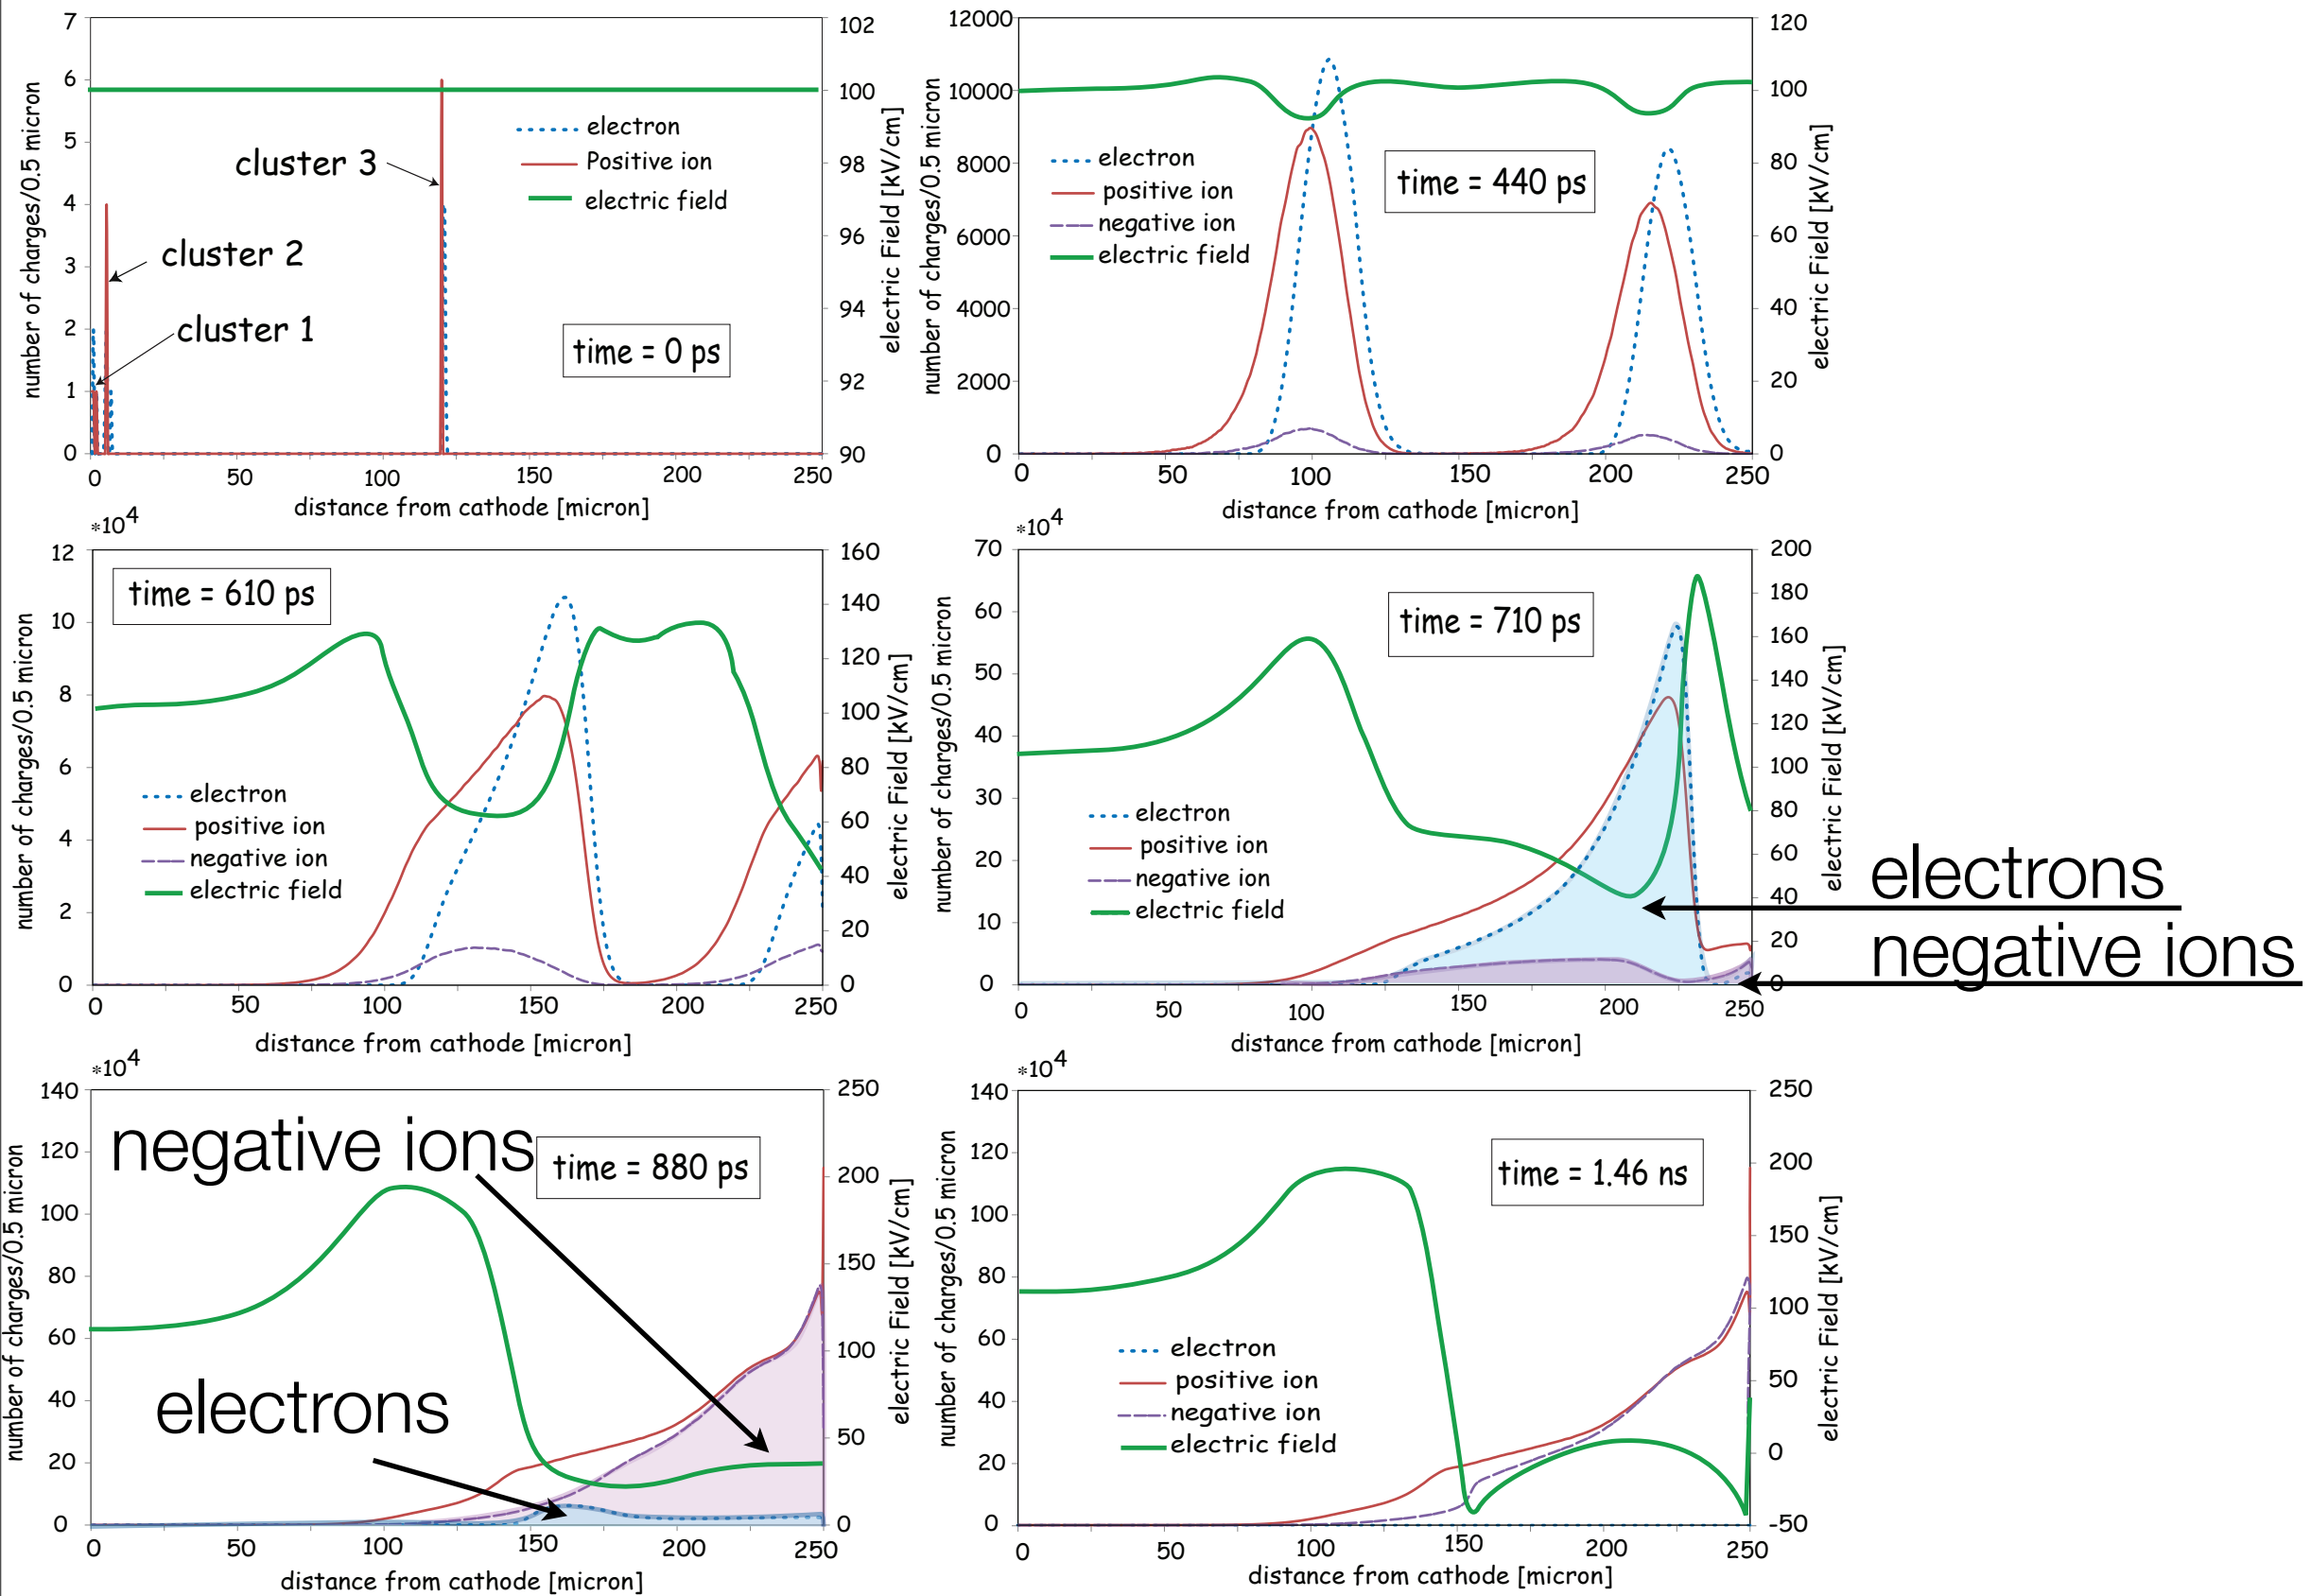 7
6
5
4
3
2
1
0
number of charges/0.5 micron
102
100
98
96
94
92
90
electric Field [kV/cm]
electron
Positive ion
electric field
cluster 3
cluster 2
cluster 1
time = 0 ps
0 50 100 150 200 250
distance from cathode [micron]
12000
10000
8000
6000
4000
2000
0
number of charges/0.5 micron
120
100
80
60
40
20
0
electric Field [kV/cm]
electron
positive ion
negative ion
electric field
time = 440 ps
0 50 100 150 200 250
distance from cathode [micron]
*10^4
12
10
8
6
4
2
0
number of charges/0.5 micron
160
140
120
100
80
60
40
20
0
electric Field [kV/cm]
time = 610 ps
electron
positive ion
negative ion
electric field
0 50 100 150 200 250
distance from cathode [micron]
*10^4
70
60
50
40
30
20
10
0
number of charges/0.5 micron
200
180
160
140
120
100
80
60
40
20
0
electric Field [kV/cm]
time = 710 ps
electron
positive ion
negative ion
electric field
electrons
negative ions
0 50 100 150 200 250
distance from cathode [micron]
*10^4
140
120
100
80
60
40
20
0
number of charges/0.5 micron
250
200
150
100
50
0
electric Field [kV/cm]
negative ions
time = 880 ps
electrons
0 50 100 150 200 250
distance from cathode [micron]
*10^4
140
120
100
80
60
40
20
0
number of charges/0.5 micron
250
200
150
100
50
0
-50
electric Field [kV/cm]
time = 1.46 ns
electron
positive ion
negative ion
electric field
0 50 100 150 200 250
distance from cathode [micron]